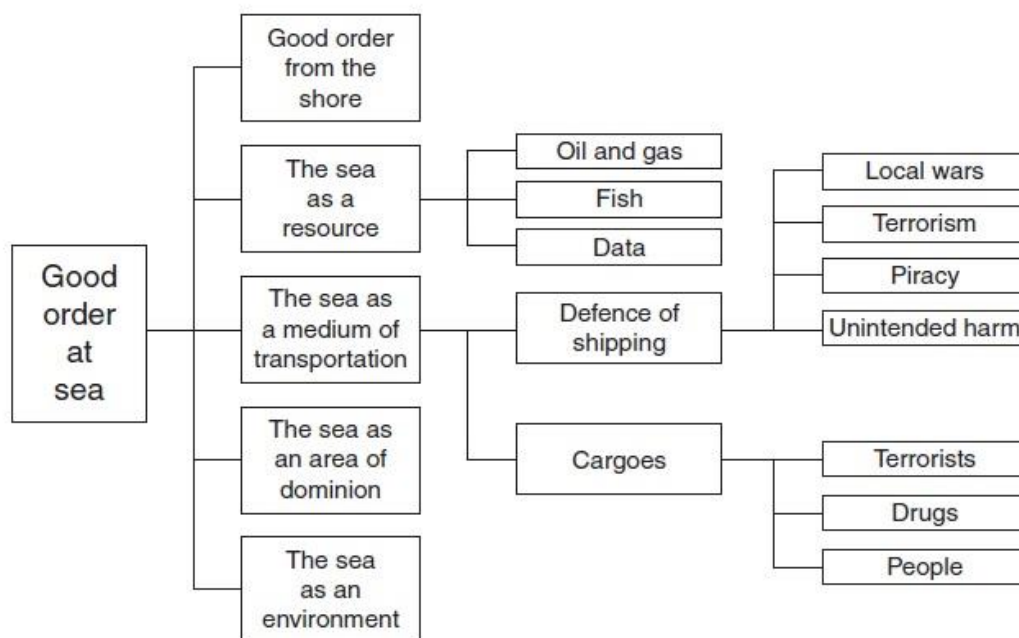 Good
order
at
sea
Good order
from the
shore
The sea
as a
resource
The sea as
a medium of
transportation
The sea as
an area of
dominion
The sea
as an
environment
Oil and gas
Fish
Data
Defence of
shipping
Cargoes
Local wars
Terrorism
Piracy
Unintended harm
Terrorists
Drugs
People